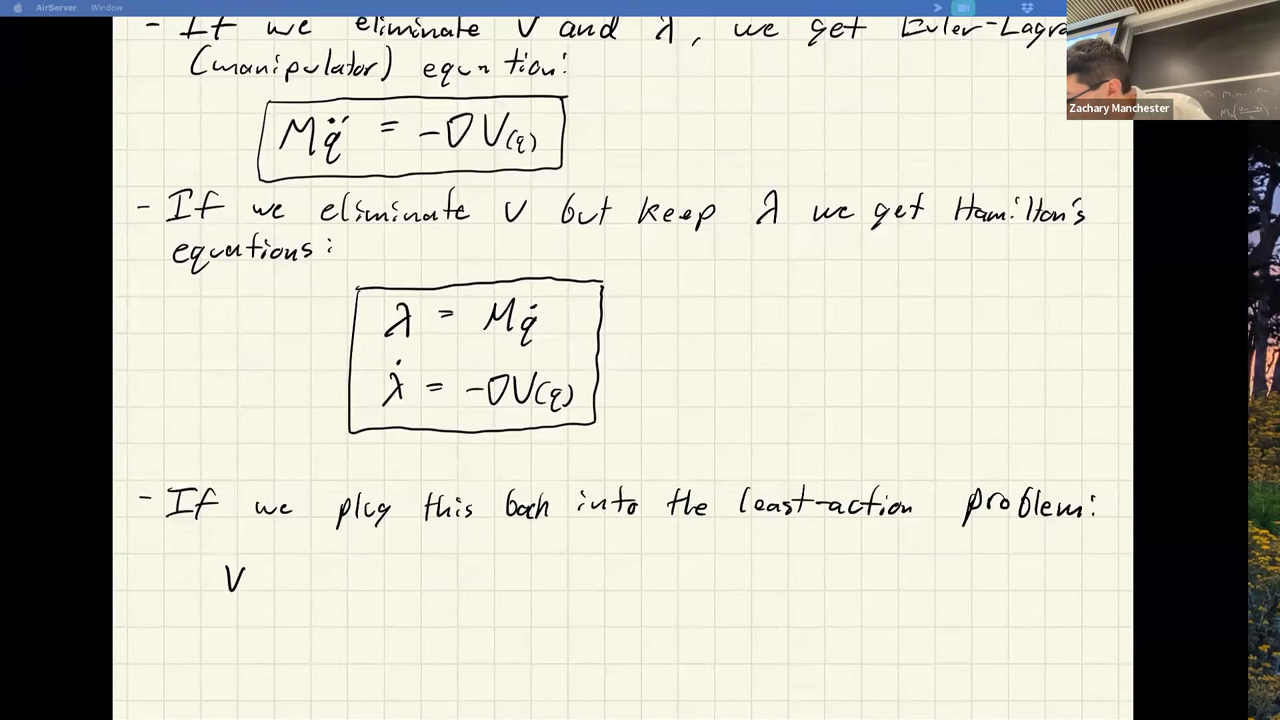 AirServer Window
- If we eliminate v and λ, we get Euler-Lagra
(manipulator) equation:
Zachary Manchester
Mq̈ = -∇V(q)
- If we eliminate v but keep λ we get Hamilton's
equations:
λ = Mq̇
λ̇ = -∇V(q)
- If we plug this back into the least-action problem:
V